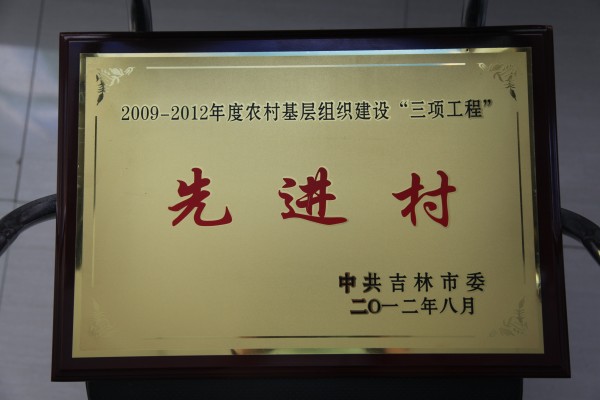 2009-2012年度农村基层组织建设“三项工程”
先进村
中共吉林市委
二〇一二年八月